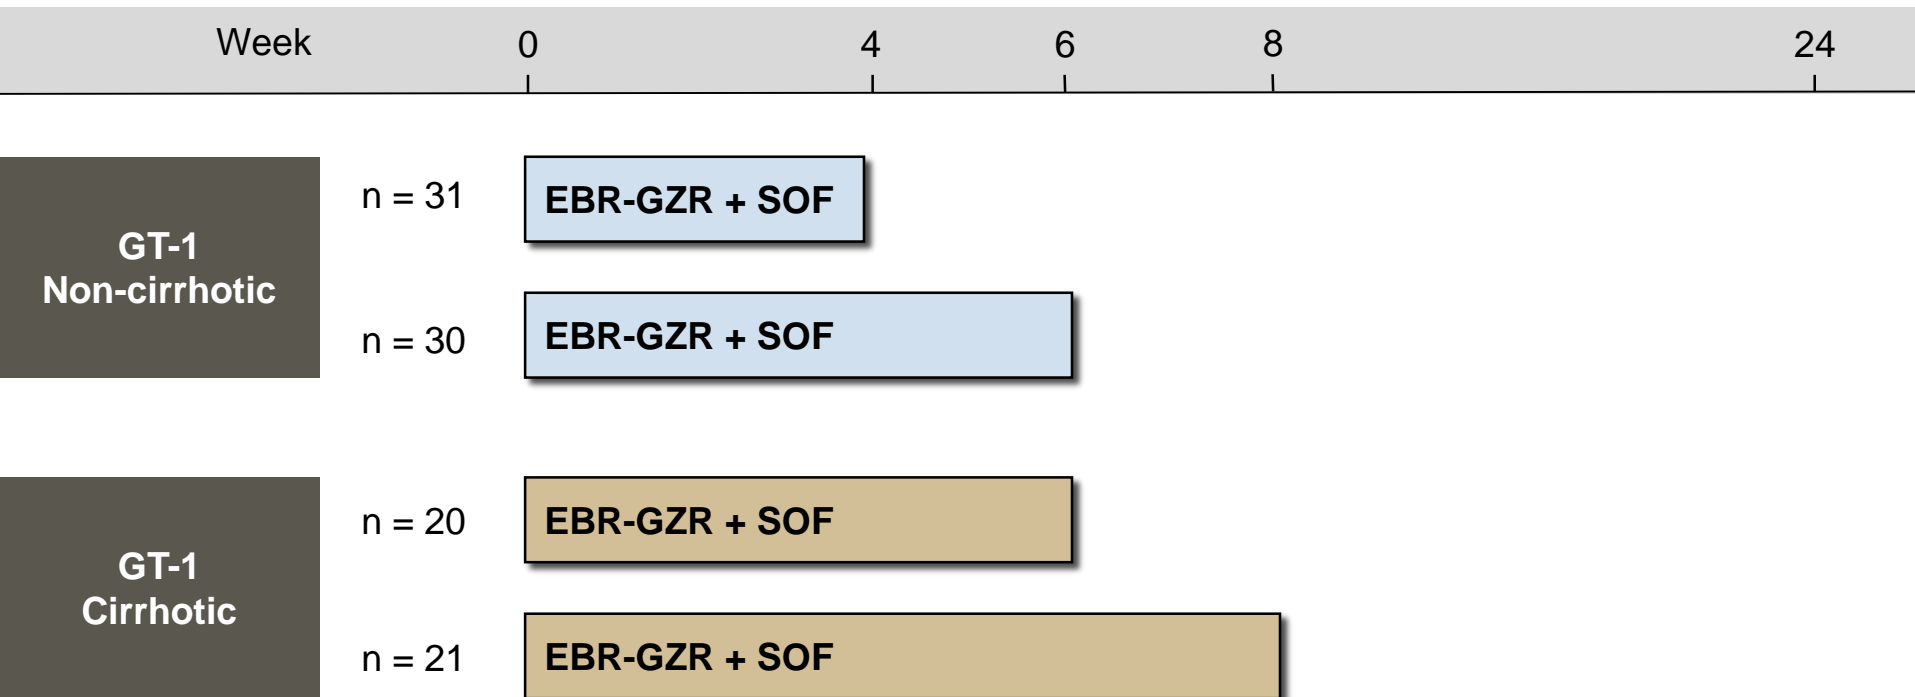 Week 0 4 6 8 24
n = 31 EBR-GZR + SOF
GT-1
Non-cirrhotic
n = 30 EBR-GZR + SOF
n = 20 EBR-GZR + SOF
GT-1
Cirrhotic
n = 21 EBR-GZR + SOF